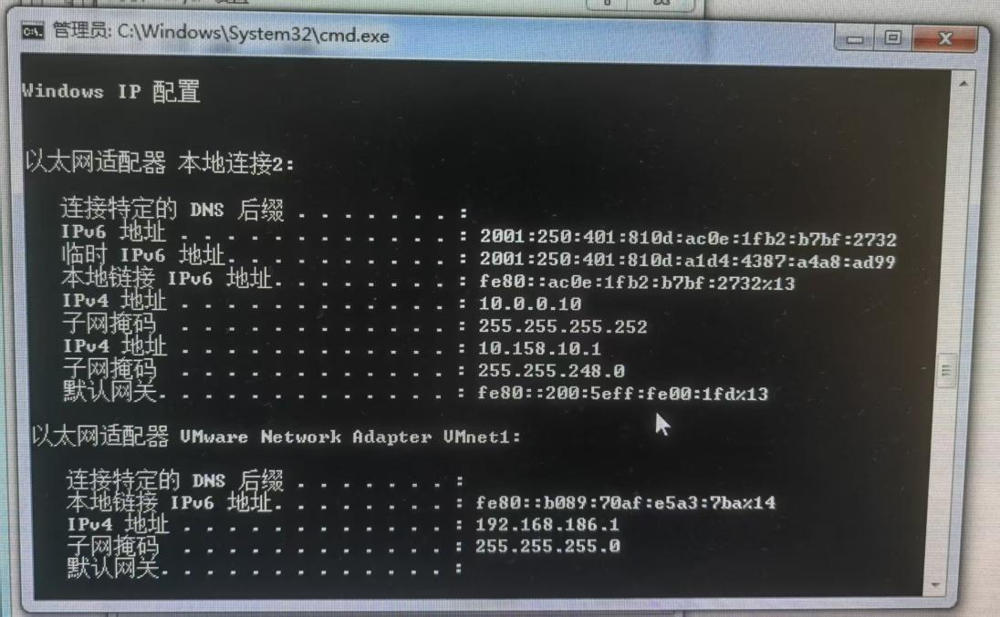 管理员: C:\Windows\System32\cmd.exe
Windows IP 配置
以太网适配器 本地连接2:
连接特定的 DNS 后缀 . . . . . . . :
IPv6 地址 . . . . . . . . . . . . : 2001:250:401:810d:ac0e:1fb2:b7bf:2732
临时 IPv6 地址. . . . . . . . . . : 2001:250:401:810d:a1d4:4387:a4a8:ad99
本地链接 IPv6 地址. . . . . . . . : fe80::ac0e:1fb2:b7bf:2732%13
IPv4 地址 . . . . . . . . . . . . : 10.0.0.10
子网掩码 . . . . . . . . . . . . : 255.255.255.252
IPv4 地址 . . . . . . . . . . . . : 10.158.10.1
子网掩码 . . . . . . . . . . . . : 255.255.248.0
默认网关. . . . . . . . . . . . . : fe80::200:5eff:fe00:1fd%13
以太网适配器 VMware Network Adapter VMnet1:
连接特定的 DNS 后缀 . . . . . . . :
本地链接 IPv6 地址. . . . . . . . : fe80::b089:70af:e5a3:7ba%14
IPv4 地址 . . . . . . . . . . . . : 192.168.186.1
子网掩码 . . . . . . . . . . . . : 255.255.255.0
默认网关. . . . . . . . . . . . . :